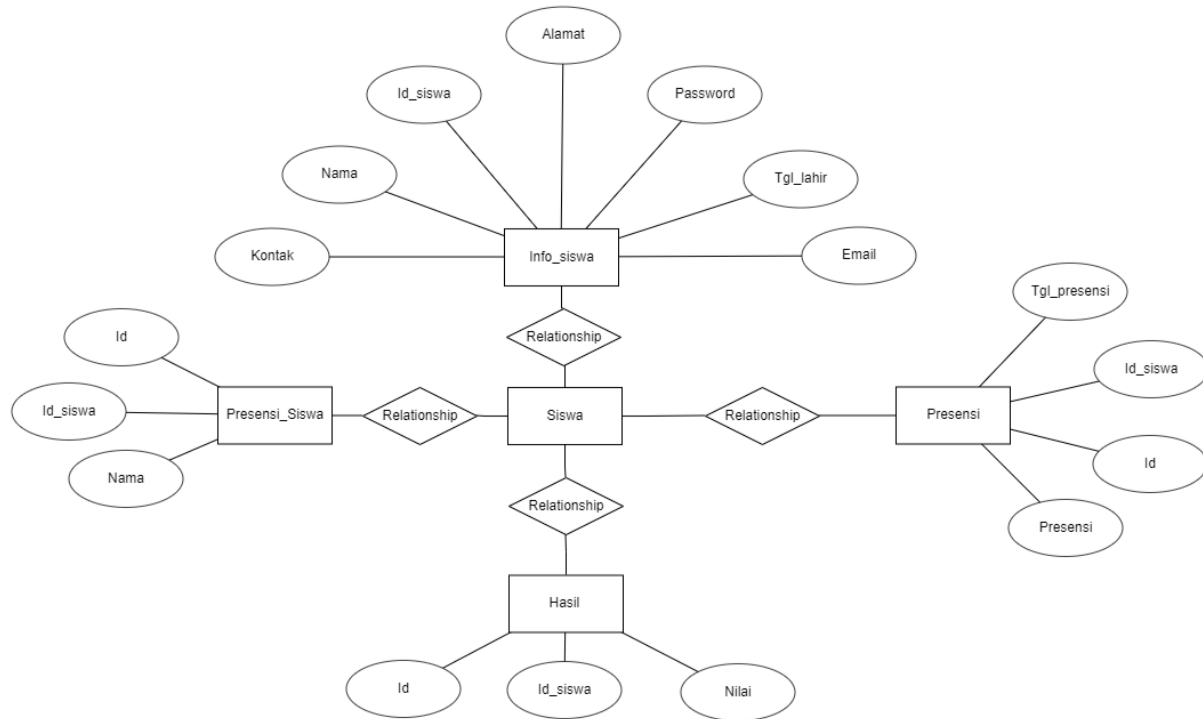 Alamat
Id_siswa
Password
Nama
Tgl_lahir
Kontak
Info_siswa
Email
Tgl_presensi
Id
Relationship
Id_siswa
Id_siswa
Presensi_Siswa
Relationship
Siswa
Relationship
Presensi
Nama
Id
Relationship
Presensi
Hasil
Id
Id_siswa
Nilai